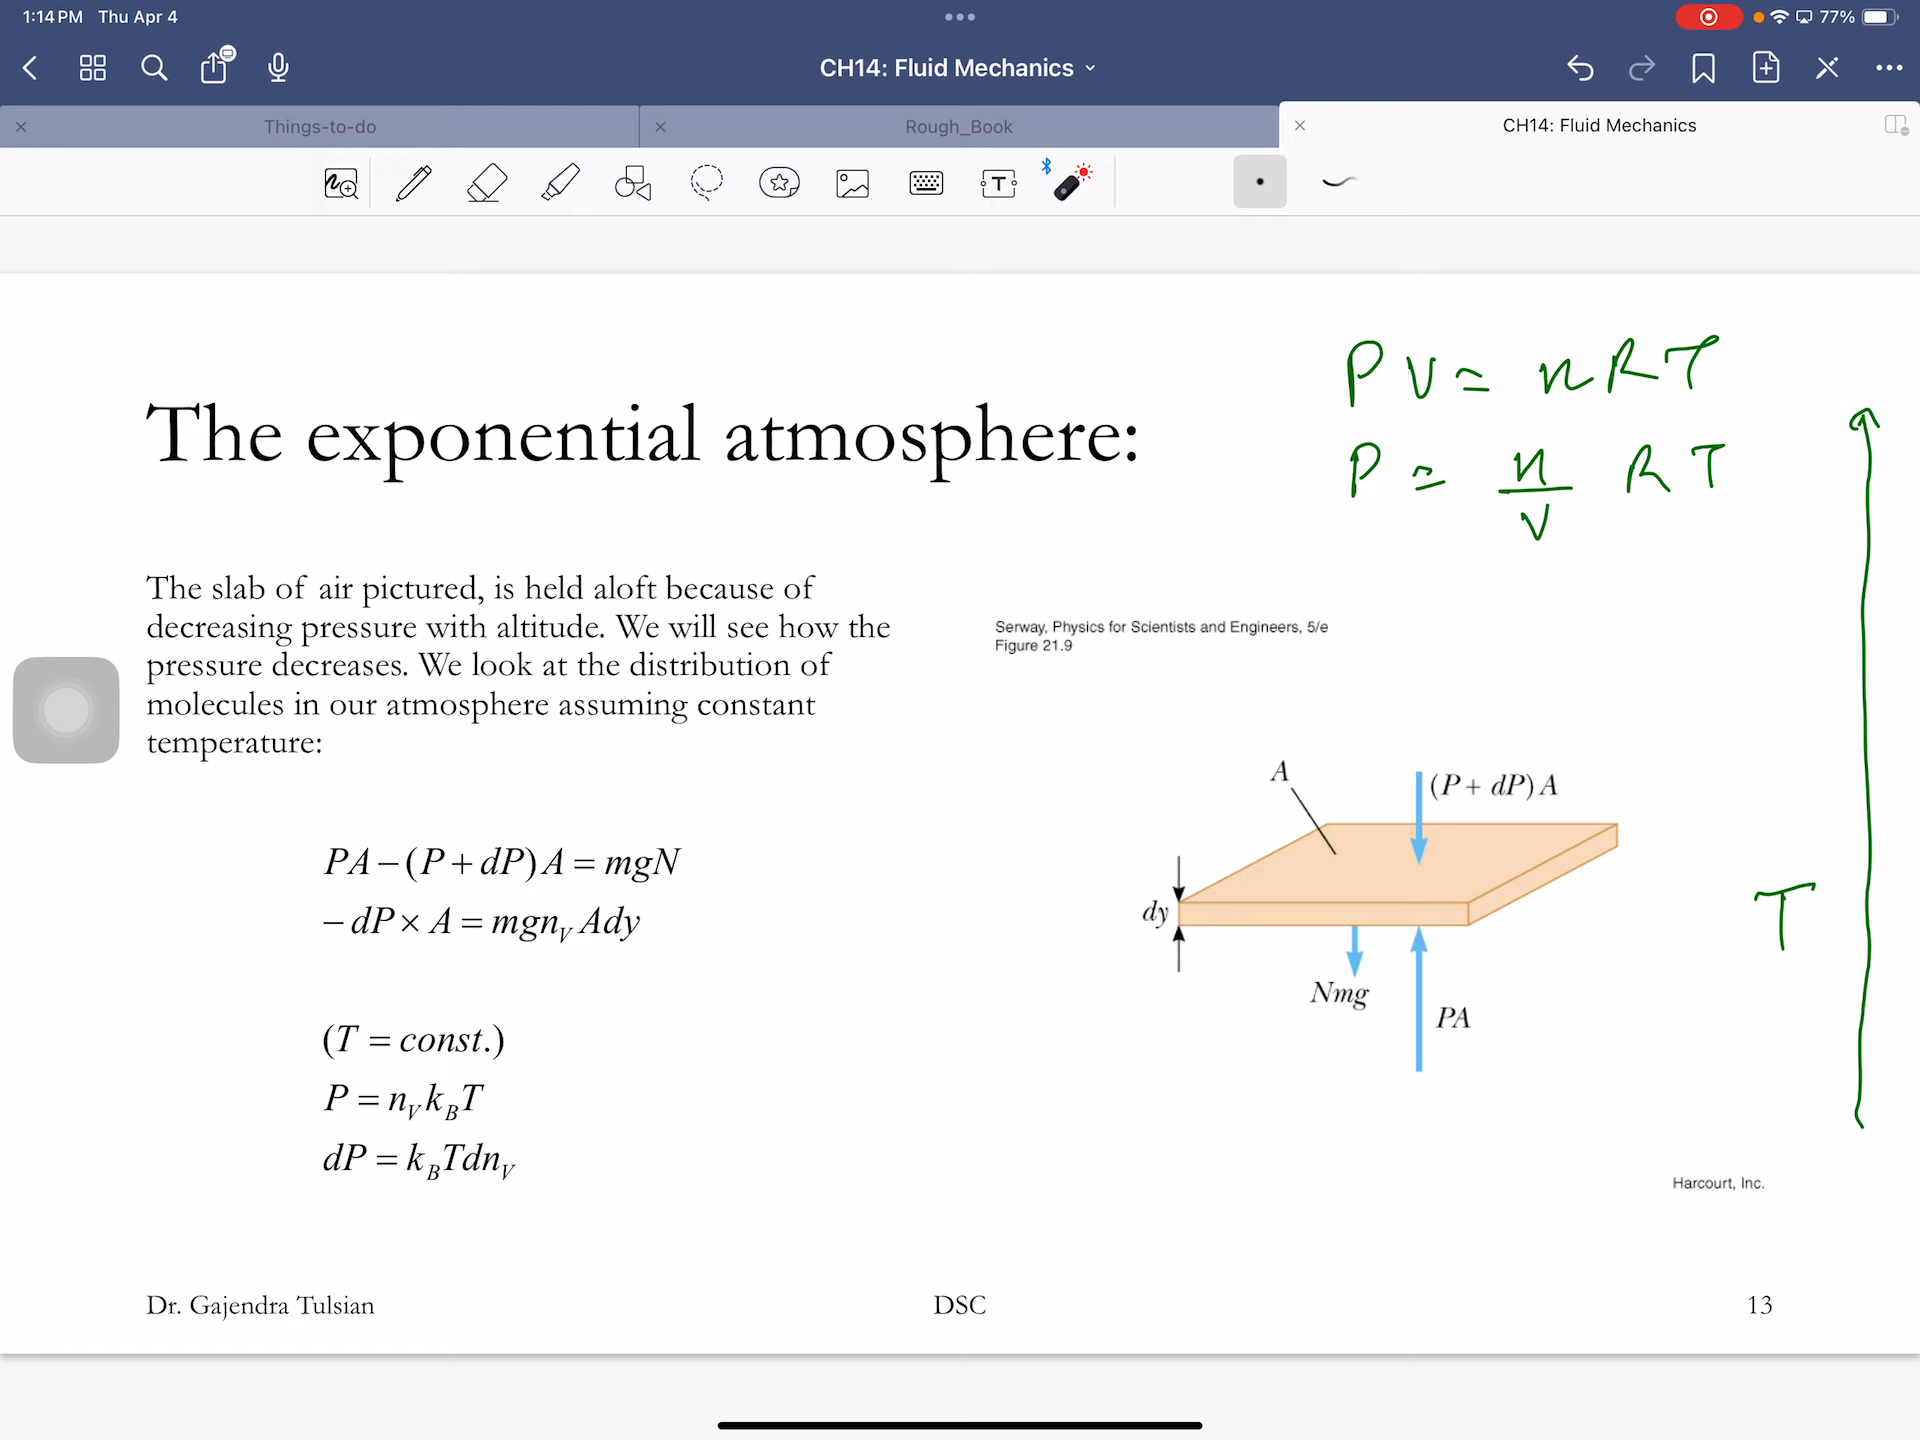 1:14 PM Thu Apr 4
77%
CH14: Fluid Mechanics
Things-to-do
Rough_Book
CH14: Fluid Mechanics
T
PV = nRT
P = n/V RT
The exponential atmosphere:
The slab of air pictured, is held aloft because of
decreasing pressure with altitude. We will see how the
pressure decreases. We look at the distribution of
molecules in our atmosphere assuming constant
temperature:
PA − (P + dP) A = mgN
− dP × A = mgn_V Ady
(T = const.)
P = n_V k_B T
dP = k_B Tdn_V
Serway, Physics for Scientists and Engineers, 5/e
Figure 21.9
A
(P + dP) A
dy
Nmg
PA
T
Harcourt, Inc.
Dr. Gajendra Tulsian
DSC
13